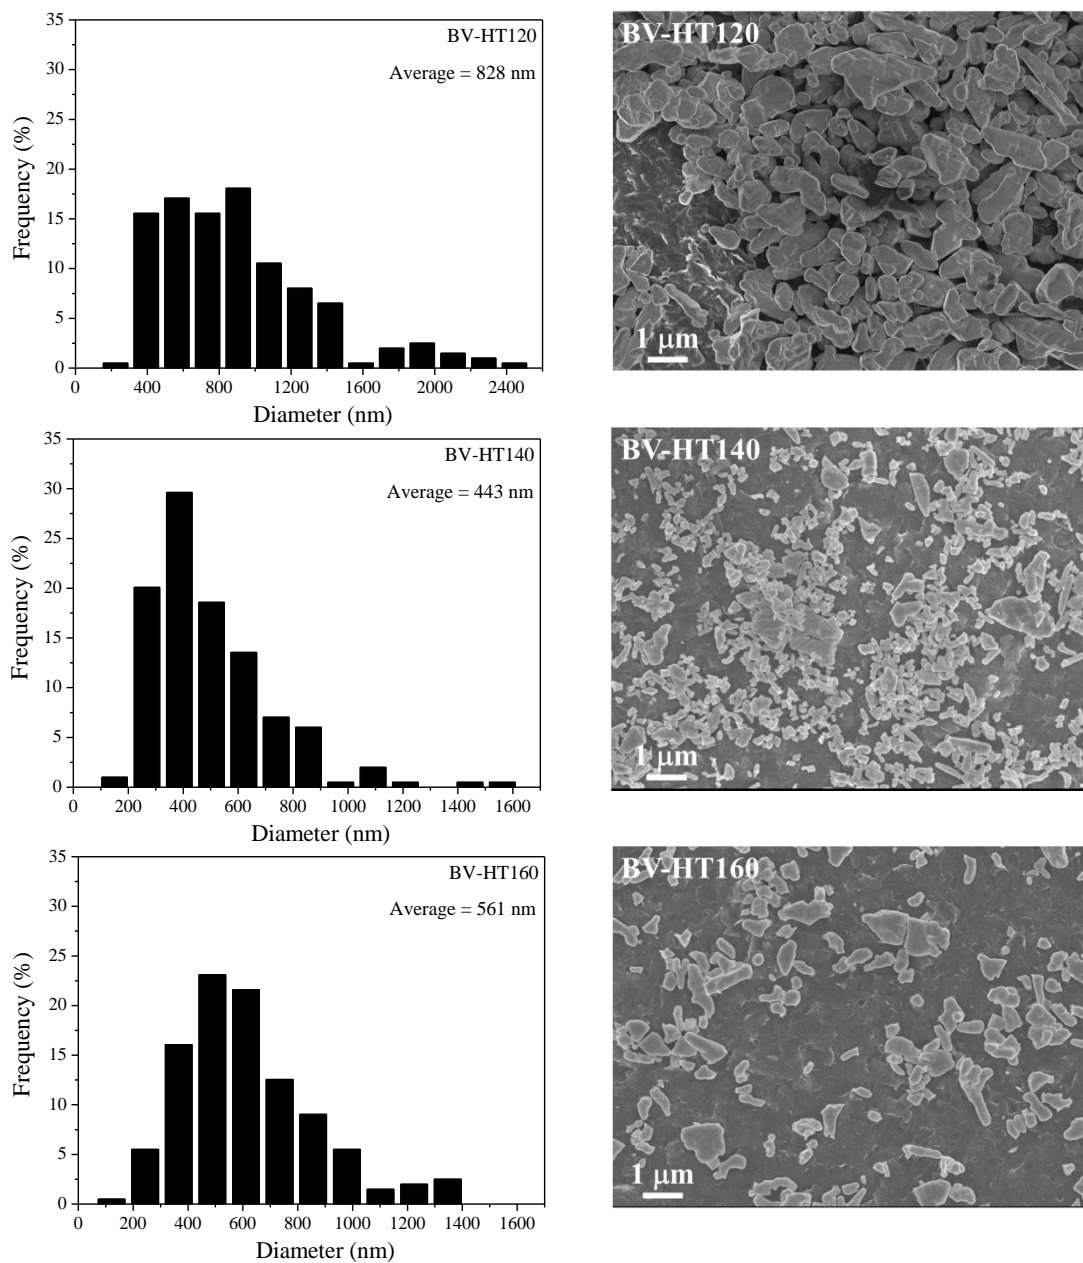 BV-HT120
Average = 828 nm
Frequency (%)
35
30
25
20
15
10
5
0
0 400 800 1200 1600 2000 2400
Diameter (nm)
BV-HT120
1 μm
BV-HT140
Average = 443 nm
Frequency (%)
35
30
25
20
15
10
5
0
0 200 400 600 800 1000 1200 1400 1600
Diameter (nm)
BV-HT140
1 μm
BV-HT160
Average = 561 nm
Frequency (%)
35
30
25
20
15
10
5
0
0 200 400 600 800 1000 1200 1400 1600
Diameter (nm)
BV-HT160
1 μm